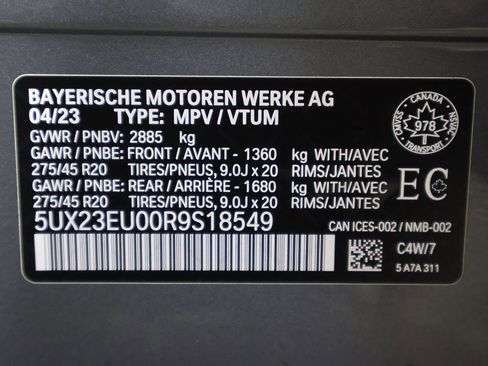 BAYERISCHE MOTOREN WERKE AG
04/23 TYPE: MPV / VTUM
GVWR / PNBV: 2885 kg
GAWR / PNBE: FRONT / AVANT - 1360 kg WITH/AVEC
275/45 R20 TIRES/PNEUS, 9.0J x 20 RIMS/JANTES
GAWR / PNBE: REAR / ARRIÈRE - 1680 kg WITH/AVEC
275/45 R20 TIRES/PNEUS, 9.0J x 20 RIMS/JANTES
5UX23EU00R9S18549
CANADA
978
SVMAC
NSVAC
EC
CAN ICES-002 / NMB-002
C4W/7
5 A7A 311